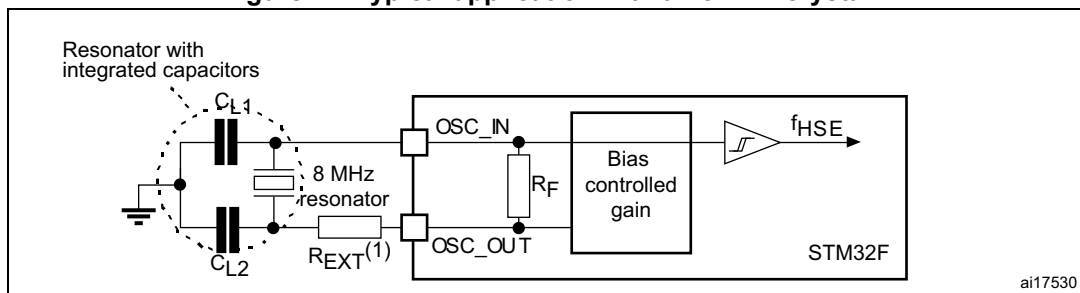 Resonator with
integrated capacitors
CL1
OSC_IN
fHSE
8 MHz
resonator
RF
Bias
controlled
gain
REXT(1)
OSC_OUT
STM32F
CL2
ai17530